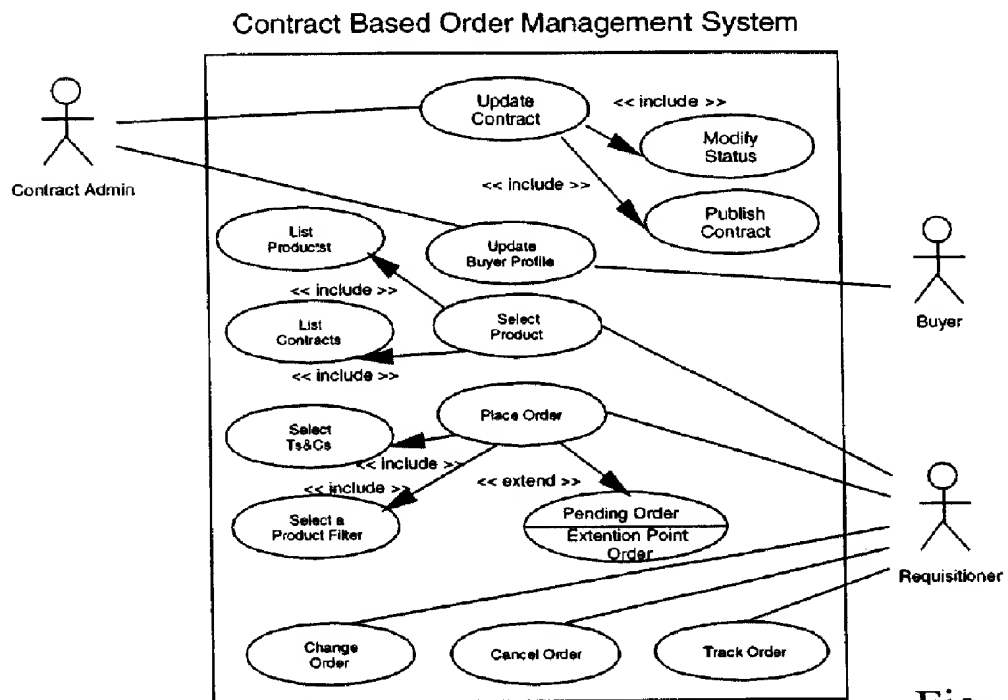 Contract Based Order Management System
Update
Contract
<< include >>
Modify
Status
Contract Admin
<< include >>
Publish
Contract
List
Productst
Update
Buyer Profile
<< include >>
Buyer
List
Contracts
Select
Product
<< include >>
Select
Ts&Cs
Place Order
<< include >>
<< include >>
<< extend >>
Select a
Product Filter
Pending Order
Extention Point
Order
Requisitioner
Change
Order
Cancel Order
Track Order